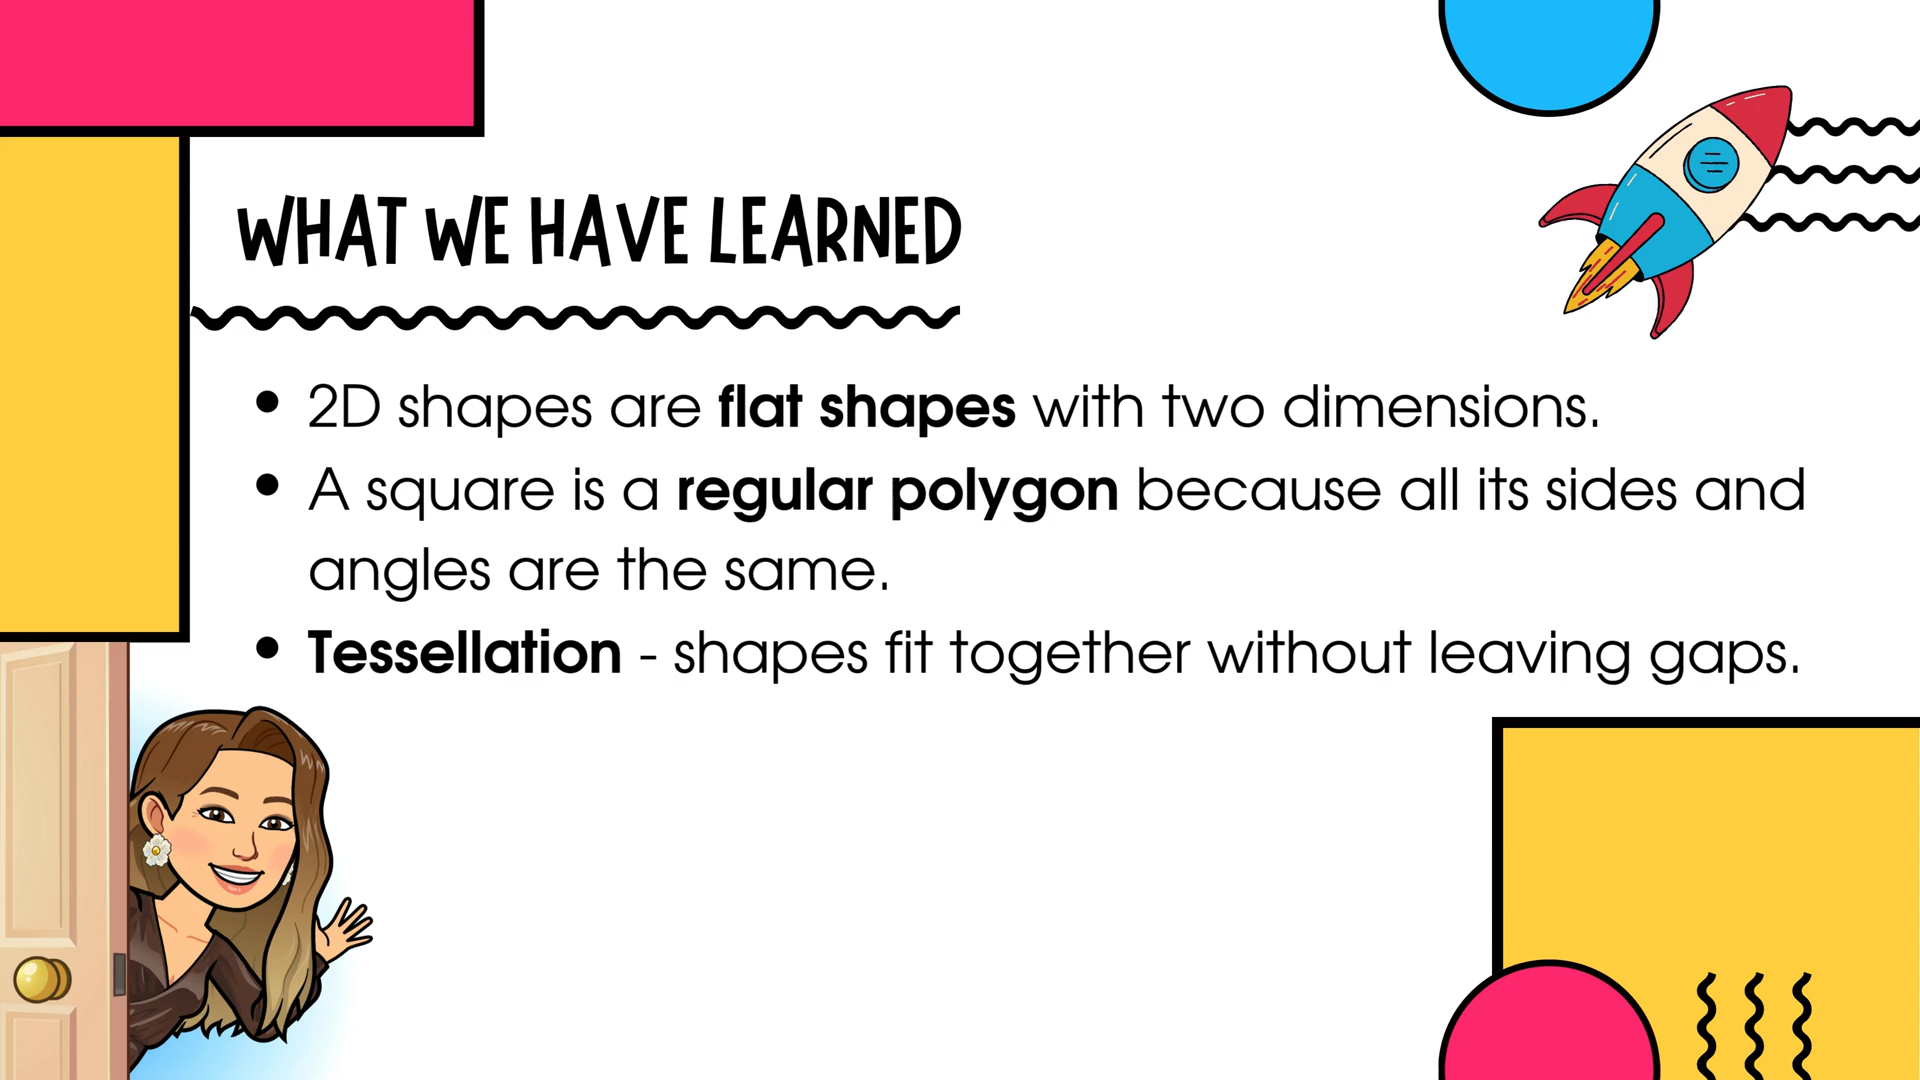 WHAT WE HAVE LEARNED
• 2D shapes are flat shapes with two dimensions.
• A square is a regular polygon because all its sides and
angles are the same.
• Tessellation - shapes fit together without leaving gaps.